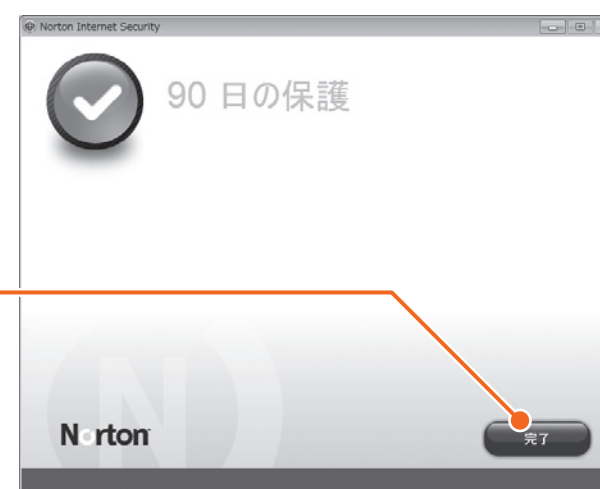 Norton Internet Security
90 日の保護
Norton
完了